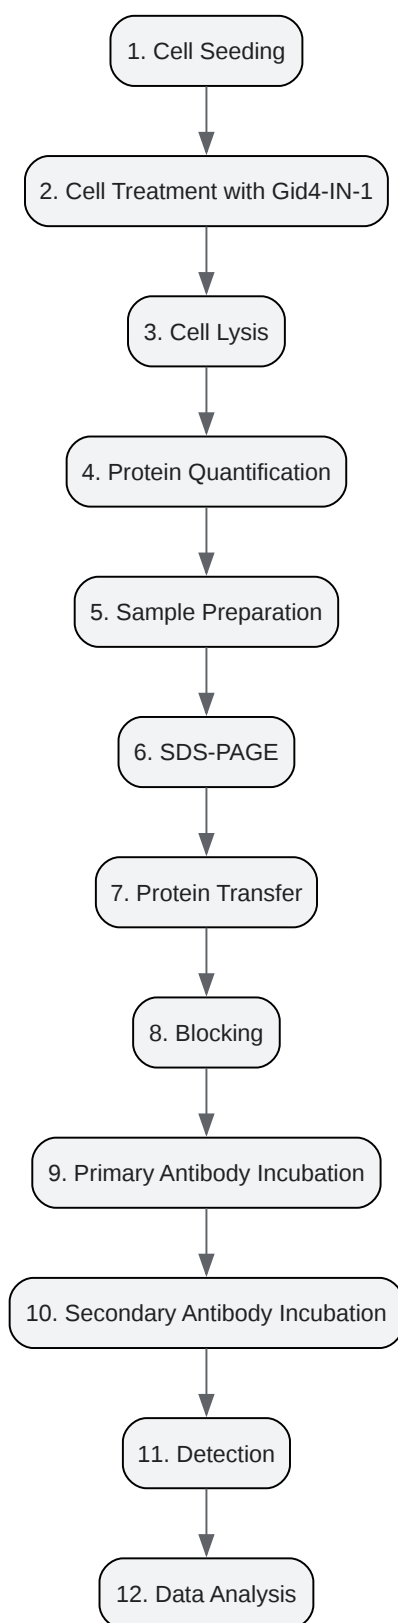 1. Cell Seeding
2. Cell Treatment with Gid4-IN-1
3. Cell Lysis
4. Protein Quantification
5. Sample Preparation
6. SDS-PAGE
7. Protein Transfer
8. Blocking
9. Primary Antibody Incubation
10. Secondary Antibody Incubation
11. Detection
12. Data Analysis